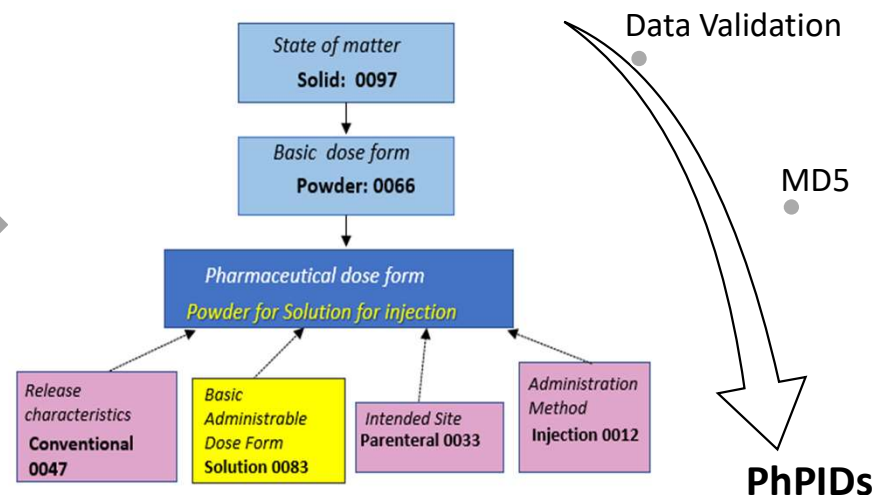 State of matter
Solid: 0097
Basic dose form
Powder: 0066
Pharmaceutical dose form
Powder for Solution for injection
Release
characteristics
Conventional
0047
Basic
Administrable
Dose Form
Solution 0083
Intended Site
Parenteral 0033
Administration
Method
Injection 0012
Data Validation
MD5
PhPIDs